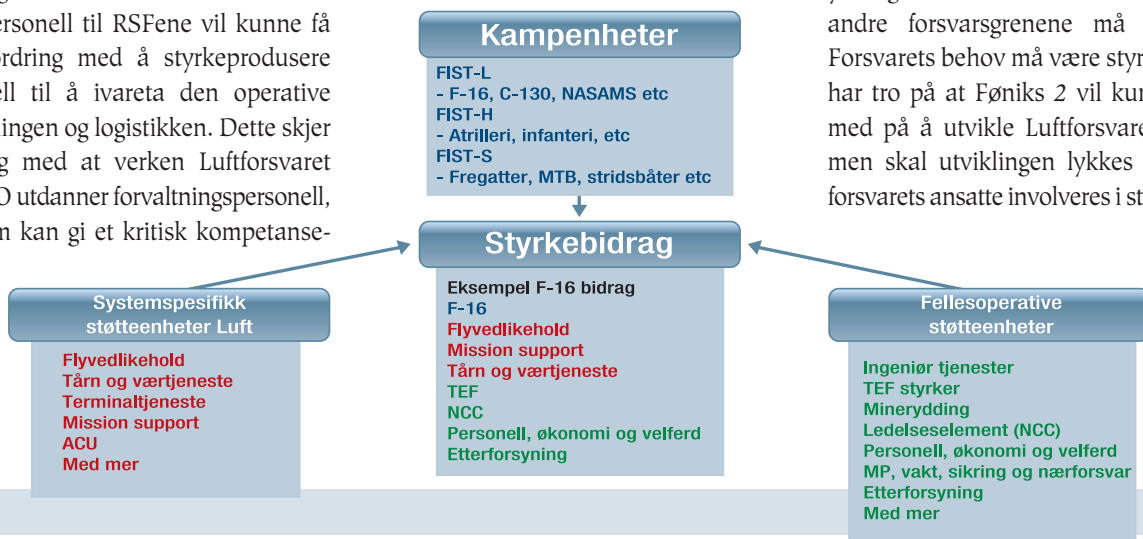 ersonell til RSFene vil kunne få
ordring med å styrkeprodusere
ell til å ivareta den operative
ingen og logistikken. Dette skjer
g med at verken Luftforsvaret
O utdanner forvaltningspersonell,
m kan gi et kritisk kompetanse-
andre forsvarsgrenene må
Forsvarets behov må være styr
har tro på at Føniks 2 vil kun
med på å utvikle Luftforsvare
men skal utviklingen lykkes
forsvarets ansatte involveres i st
Kampenheter
FIST-L
- F-16, C-130, NASAMS etc
FIST-H
- Atrilleri, infanteri, etc
FIST-S
- Fregatter, MTB, stridsbåter etc
Styrkebidrag
Eksempel F-16 bidrag
F-16
Flyvedlikehold
Mission support
Tårn og værtjeneste
TEF
NCC
Personell, økonomi og velferd
Etterforsyning
Systemspesifikk
støtteenheter Luft
Flyvedlikehold
Tårn og værtjeneste
Terminaltjeneste
Mission support
ACU
Med mer
Fellesoperative
støtteenheter
Ingeniør tjenester
TEF styrker
Minerydding
Ledelseselement (NCC)
Personell, økonomi og velferd
MP, vakt, sikring og nærforsvar
Etterforsyning
Med mer